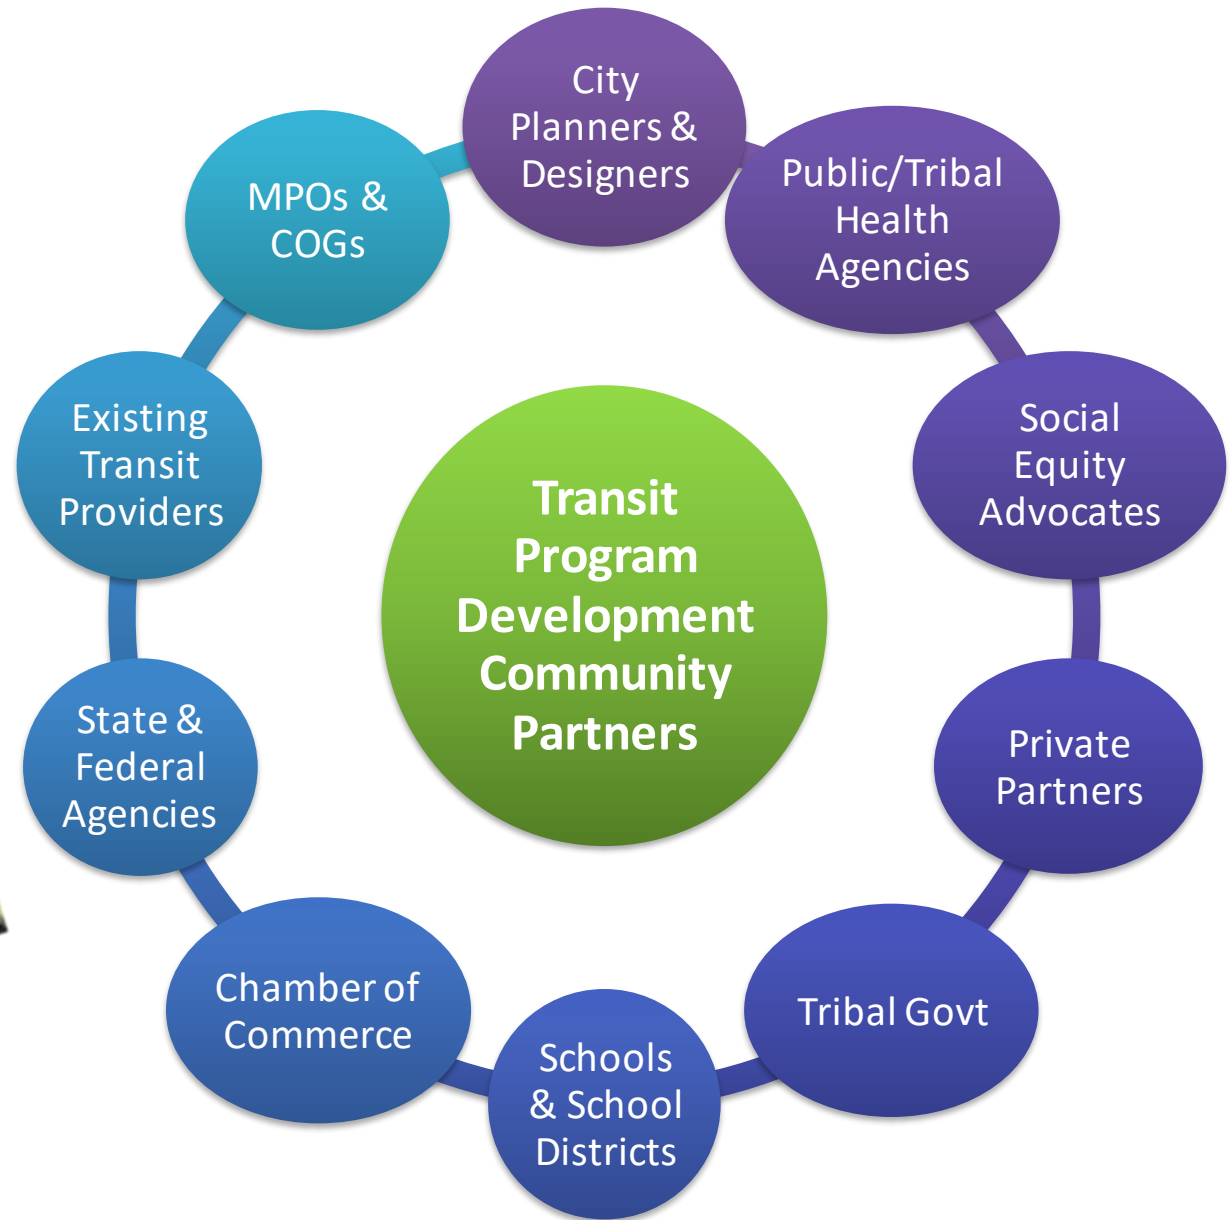 City
Planners &
Designers
Public/Tribal
Health
Agencies
Social
Equity
Advocates
Private
Partners
Tribal Govt
Schools
& School
Districts
Chamber of
Commerce
State &
Federal
Agencies
Existing
Transit
Providers
MPOs &
COGs
Transit
Program
Development
Community
Partners